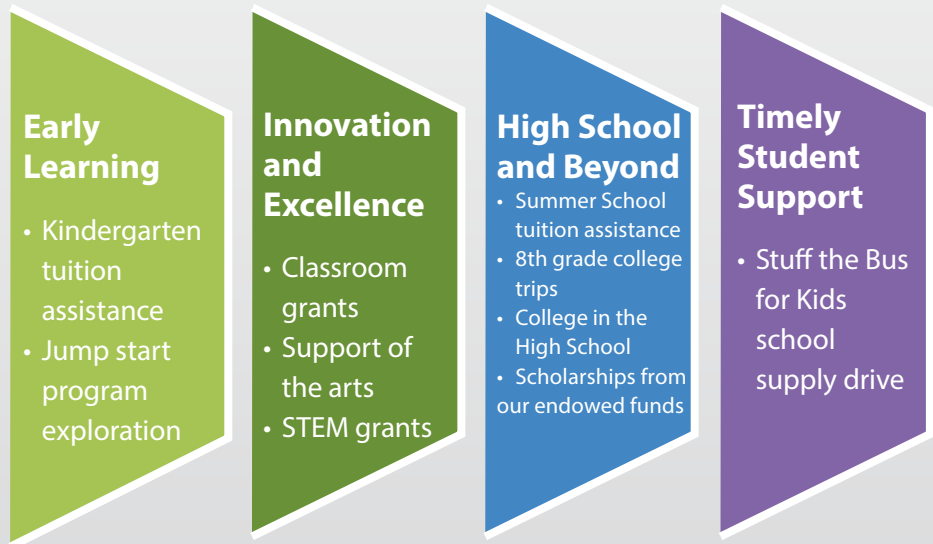 Early
Learning
• Kindergarten
tuition
assistance
• Jump start
program
exploration
Innovation
and
Excellence
• Classroom
grants
• Support of
the arts
• STEM grants
High School
and Beyond
• Summer School
tuition assistance
• 8th grade college
trips
• College in the
High School
• Scholarships from
our endowed funds
Timely
Student
Support
• Stuff the Bus
for Kids
school
supply drive